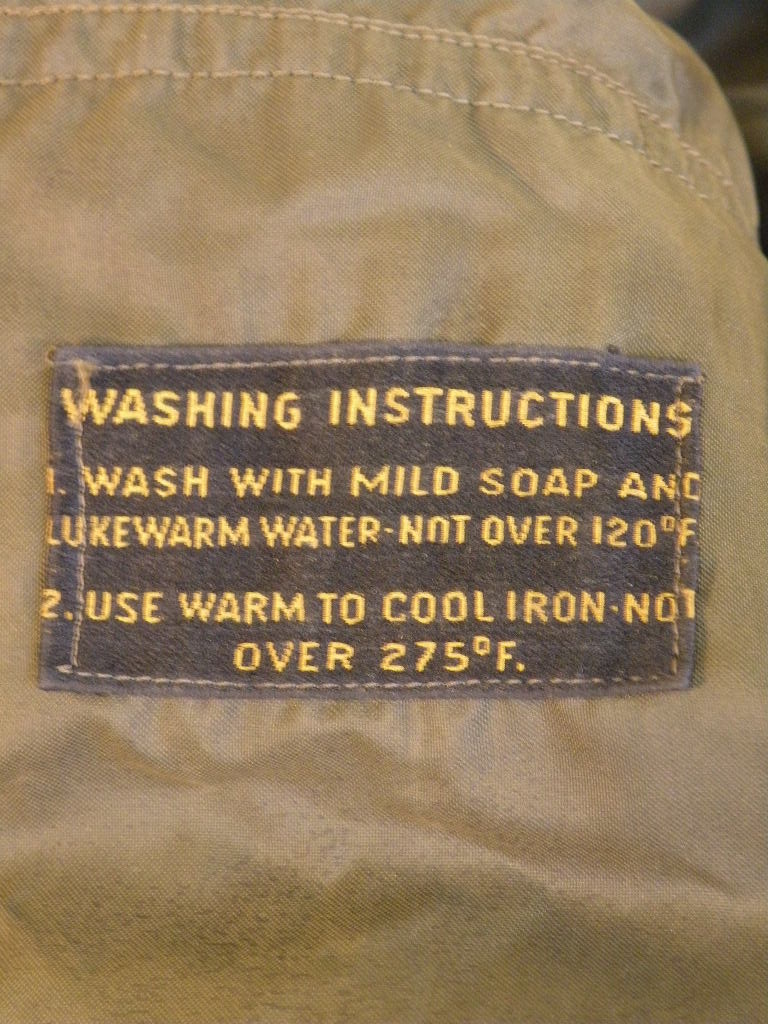 WASHING INSTRUCTIONS
1. WASH WITH MILD SOAP AND
LUKEWARM WATER-NOT OVER 120°F
2. USE WARM TO COOL IRON-NOT
OVER 275°F.